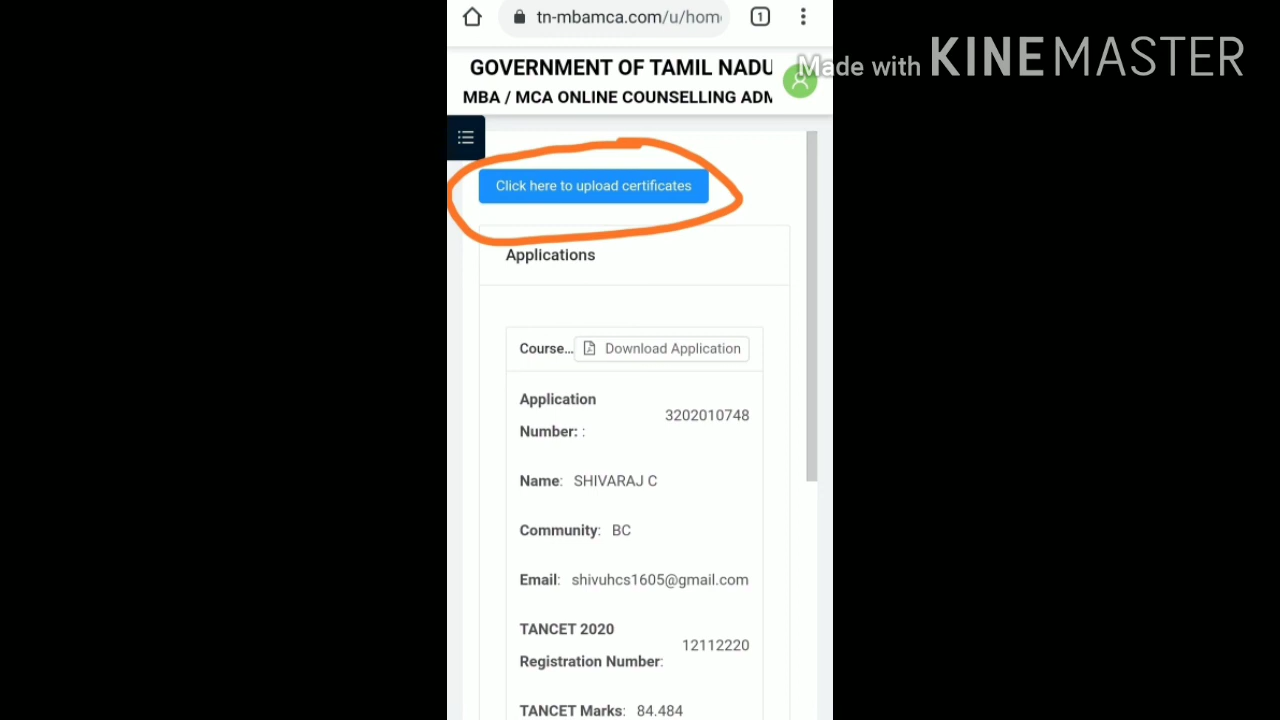 tn-mbamca.com/u/hom
1
GOVERNMENT OF TAMIL NADU
Made with KINEMASTER
MBA / MCA ONLINE COUNSELLING ADM
Click here to upload certificates
Applications
Course... Download Application
Application Number: : 3202010748
Name: SHIVARAJ C
Community: BC
Email: shivuhcs1605@gmail.com
TANCET 2020
Registration Number: 12112220
TANCET Marks: 84.484